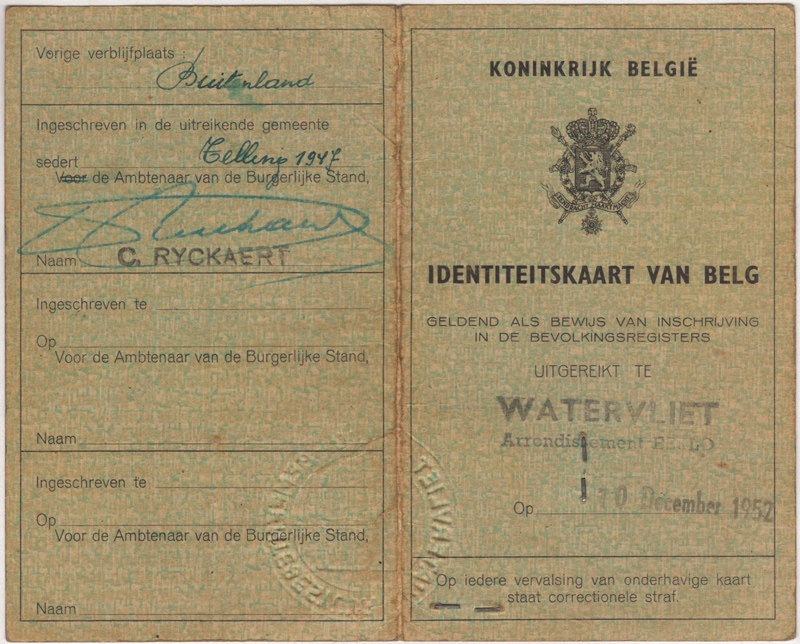 Vorige verblijfplaats :
Buitenland
Ingeschreven in de uitreikende gemeente
sedert Telling 1947
Voor de Ambtenaar van de Burgerlijke Stand,
Naam C. RYCKAERT
Ingeschreven te
Op
Voor de Ambtenaar van de Burgerlijke Stand,
Naam
Ingeschreven te
Op
Voor de Ambtenaar van de Burgerlijke Stand,
Naam
KONINKRIJK BELGIË
IDENTITEITSKAART VAN BELG
GELDEND ALS BEWIJS VAN INSCHRIJVING
IN DE BEVOLKINGSREGISTERS
UITGEREIKT TE
WATERVLIET
Arrondissement
Op December 1952
Op iedere vervalsing van onderhavige kaart
staat correctionele straf.